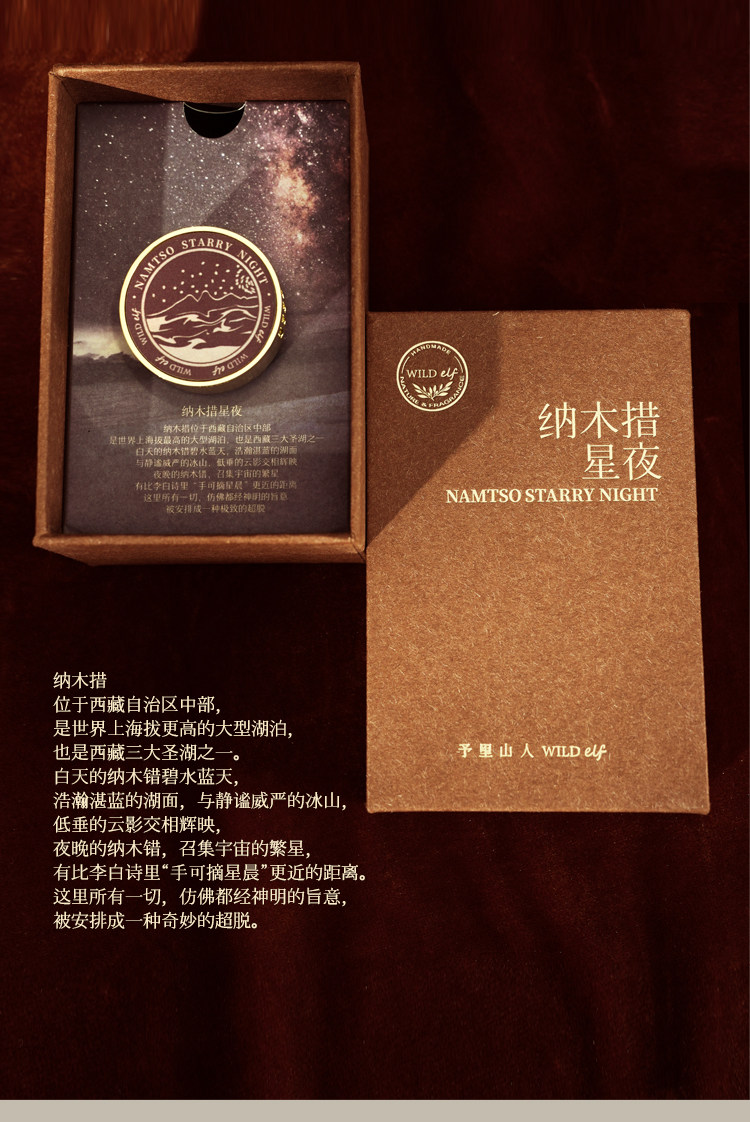 NAMTSO STARRY NIGHT
WILD elf
WILD elf
WILD elf
纳木措星夜
纳木措位于西藏自治区中部
是世界上海拔最高的大型湖泊，也是西藏三大圣湖之一
白天的纳木错碧水蓝天，浩瀚湛蓝的湖面
与静谧威严的冰山，低垂的云影交相辉映
夜晚的纳木错，召集宇宙的繁星
有比李白诗里“手可摘星晨”更近的距离
这里所有一切，仿佛都经神明的旨意
被安排成一种极致的超脱
HANDMADE
WILD elf
NATURE & FRAGRANCE
纳木措
星夜
NAMTSO STARRY NIGHT
予里山人 WILD elf
纳木措
位于西藏自治区中部，
是世界上海拔更高的大型湖泊，
也是西藏三大圣湖之一。
白天的纳木错碧水蓝天，
浩瀚湛蓝的湖面，与静谧威严的冰山，
低垂的云影交相辉映，
夜晚的纳木错，召集宇宙的繁星，
有比李白诗里“手可摘星晨”更近的距离。
这里所有一切，仿佛都经神明的旨意，
被安排成一种奇妙的超脱。